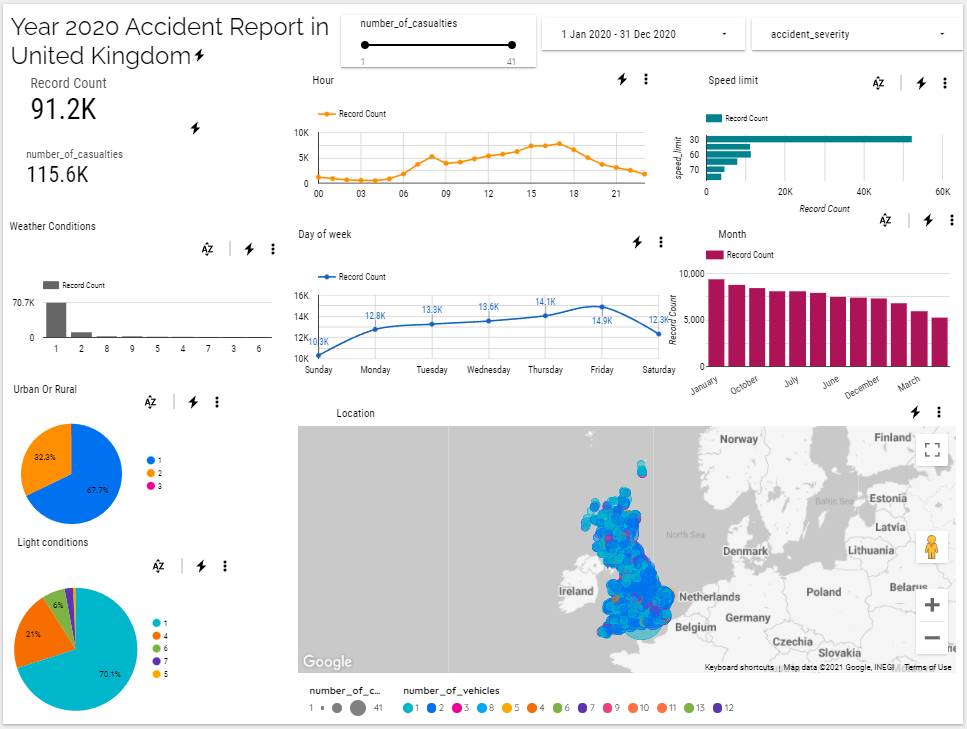 Year 2020 Accident Report in
United Kingdom
number_of_casualties
1 41
1 Jan 2020 - 31 Dec 2020
accident_severity
Record Count
91.2K
number_of_casualties
115.6K
Hour
Record Count
10K
5K
0
00 03 06 09 12 15 18 21
Speed limit
Record Count
speed_limit
30
60
70
0 20K 40K 60K
Record Count
Weather Conditions
Record Count
70.7K
0
1 2 8 9 5 4 7 3 6
Day of week
Record Count
16K
14K
12K
10K
10.3K 12.8K 13.3K 13.6K 14.1K 14.9K 12.3K
Sunday Monday Tuesday Wednesday Thursday Friday Saturday
Month
Record Count
Record Count
10,000
5,000
0
January October July June December March
Urban Or Rural
32.3%
67.7%
1
2
3
Light conditions
6%
21%
70.1%
1
4
6
7
5
Location
Norway
Finland
Estonia
Baltic Sea
Latvia
North Sea
Denmark
Lithuania
Ireland
Belarus
Netherlands
Poland
Germany
Belgium
Czechia
Slovakia
Google
Keyboard shortcuts Map data ©2021 Google, INEGI Terms of Use
number_of_c... number_of_vehicles
1 41 1 2 3 8 5 4 6 7 9 10 11 13 12